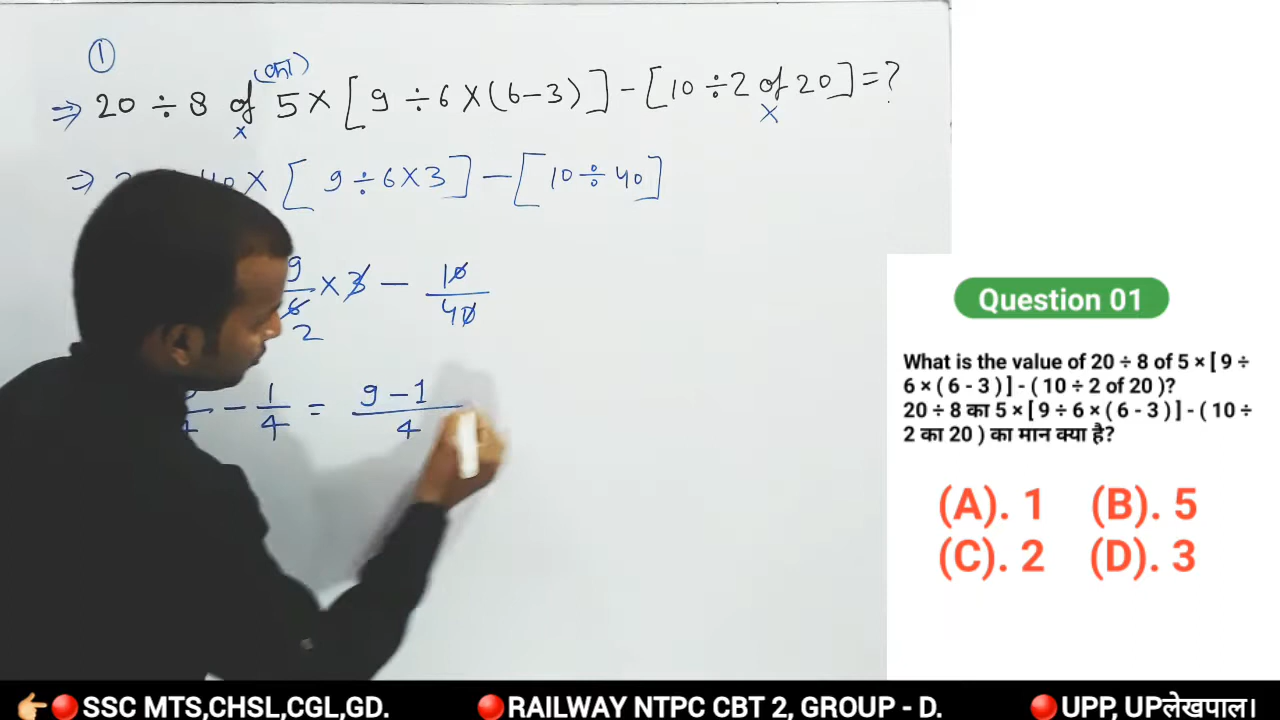 ①
(का)
⇒ 20 ÷ 8 of 5 × [ 9 ÷ 6 × (6 - 3) ] - [ 10 ÷ 2 of 20 ] = ?
× ×
⇒ 40 × [ 9 ÷ 6 × 3 ] - [ 10 ÷ 40 ]
9/6 × 3 - 10/40
2
- 1/4 = 9 - 1/4
Question 01
What is the value of 20 ÷ 8 of 5 × [ 9 ÷
6 × ( 6 - 3 ) ] - ( 10 ÷ 2 of 20 )?
20 ÷ 8 का 5 × [ 9 ÷ 6 × ( 6 - 3 ) ] - ( 10 ÷
2 का 20 ) का मान क्या है?
(A). 1 (B). 5
(C). 2 (D). 3
👉🔴 SSC MTS,CHSL,CGL,GD. 🔴 RAILWAY NTPC CBT 2, GROUP - D. 🔴 UPP, UPलेखपाल।